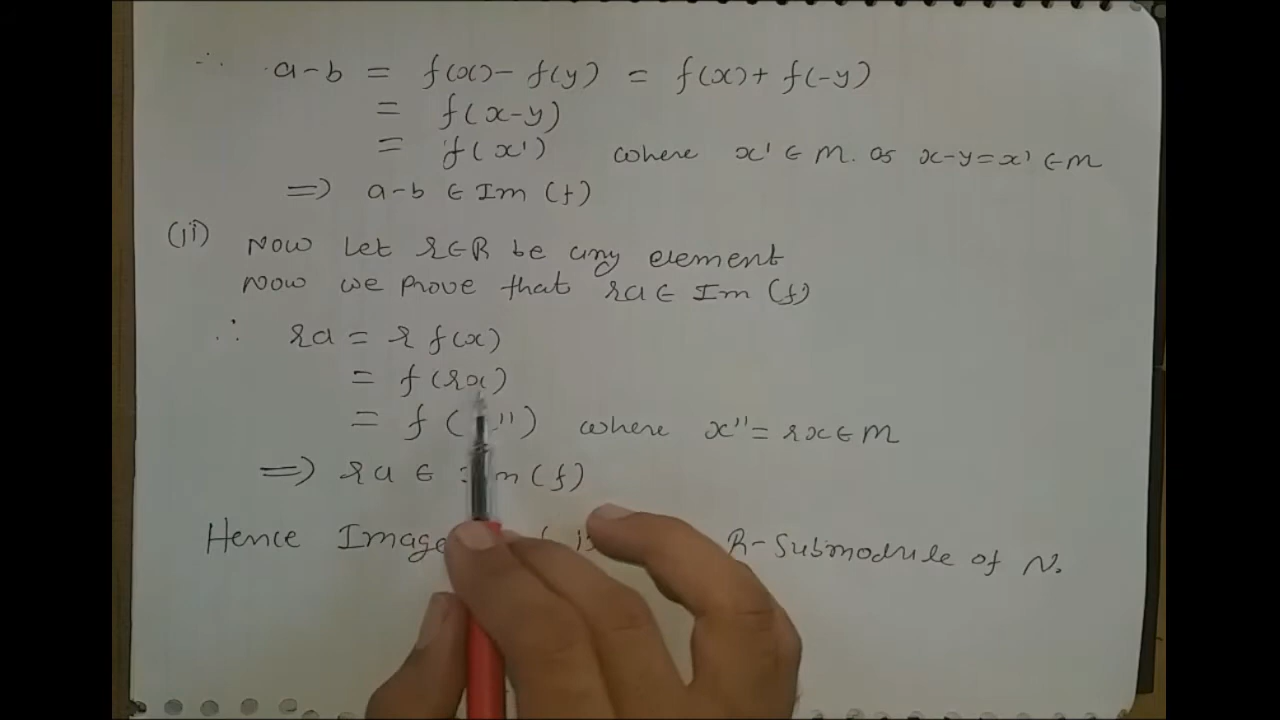 ∴ a-b = f(x) - f(y) = f(x) + f(-y)
= f(x-y)
= f(x') where x' ∈ M. as x-y=x' ∈ M
⇒ a-b ∈ Im (f)
(ii) Now Let r∈R be any element
Now we prove that ra ∈ Im (f)
∴ ra = r f(x)
= f(rx)
= f( ") where x" = rx ∈ M
⇒ ra ∈ Im(f)
Hence Image R-Submodule of N.